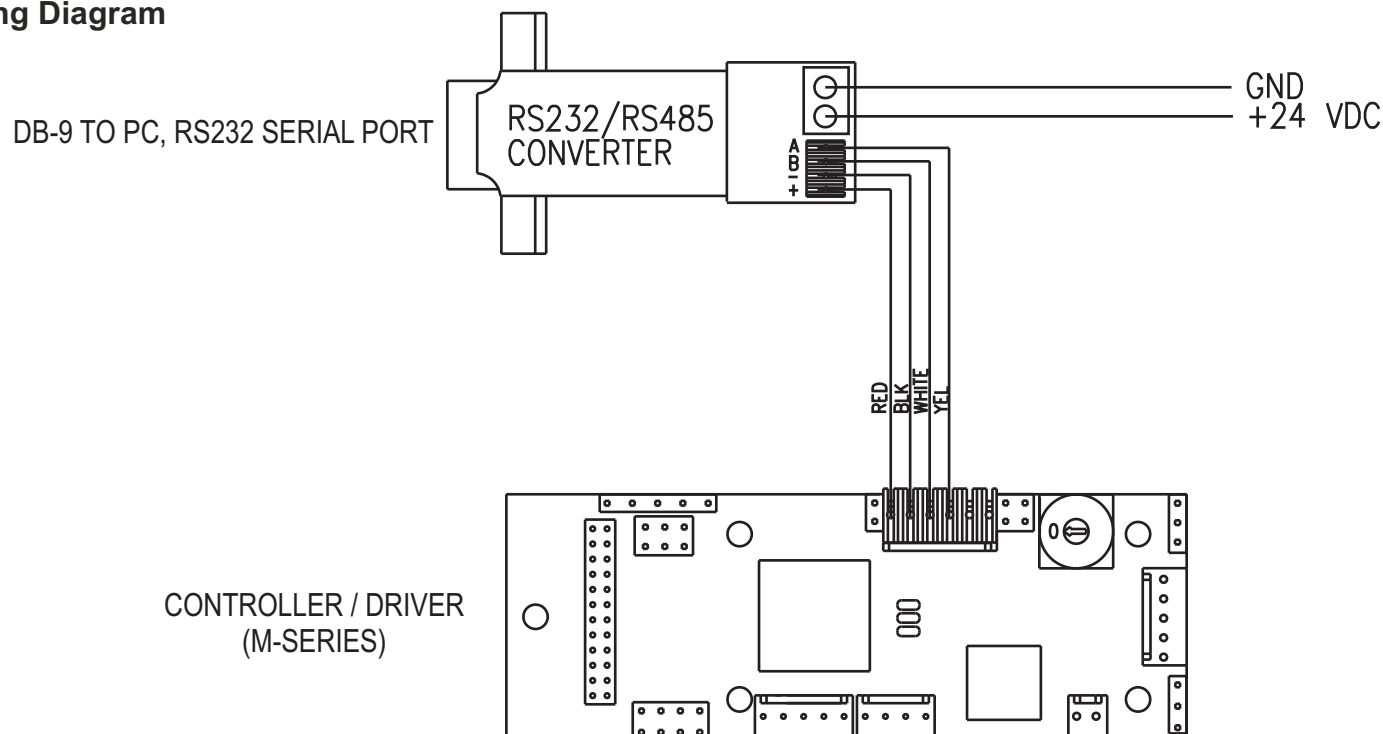 ng Diagram
GND
+24 VDC
DB-9 TO PC, RS232 SERIAL PORT
RS232/RS485
CONVERTER
A
B
-
+
RED
BLK
WHITE
YEL
0
CONTROLLER / DRIVER
(M-SERIES)